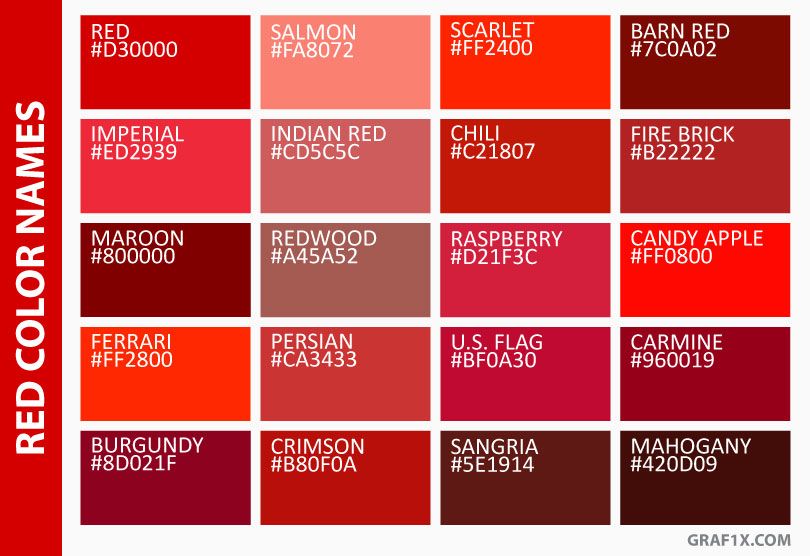 RED COLOR NAMES
RED
#D30000
SALMON
#FA8072
SCARLET
#FF2400
BARN RED
#7C0A02
IMPERIAL
#ED2939
INDIAN RED
#CD5C5C
CHILI
#C21807
FIRE BRICK
#B22222
MAROON
#800000
REDWOOD
#A45A52
RASPBERRY
#D21F3C
CANDY APPLE
#FF0800
FERRARI
#FF2800
PERSIAN
#CA3433
U.S. FLAG
#BF0A30
CARMINE
#960019
BURGUNDY
#8D021F
CRIMSON
#B80F0A
SANGRIA
#5E1914
MAHOGANY
#420D09
GRAF1X.COM